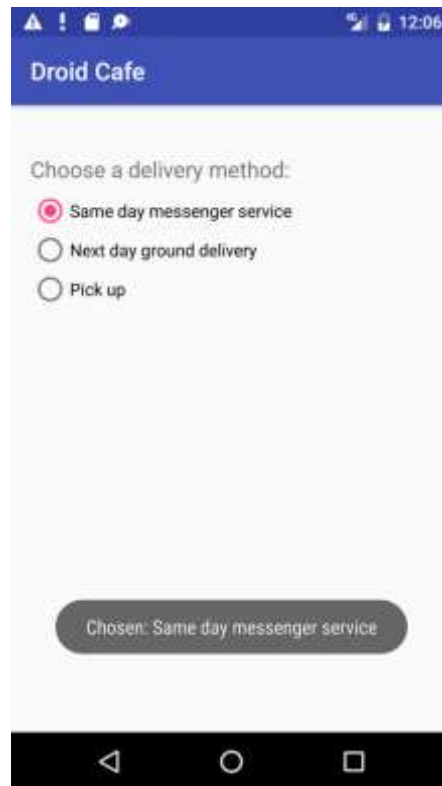 12:06
Droid Cafe
Choose a delivery method:
Same day messenger service
Next day ground delivery
Pick up
Chosen: Same day messenger service